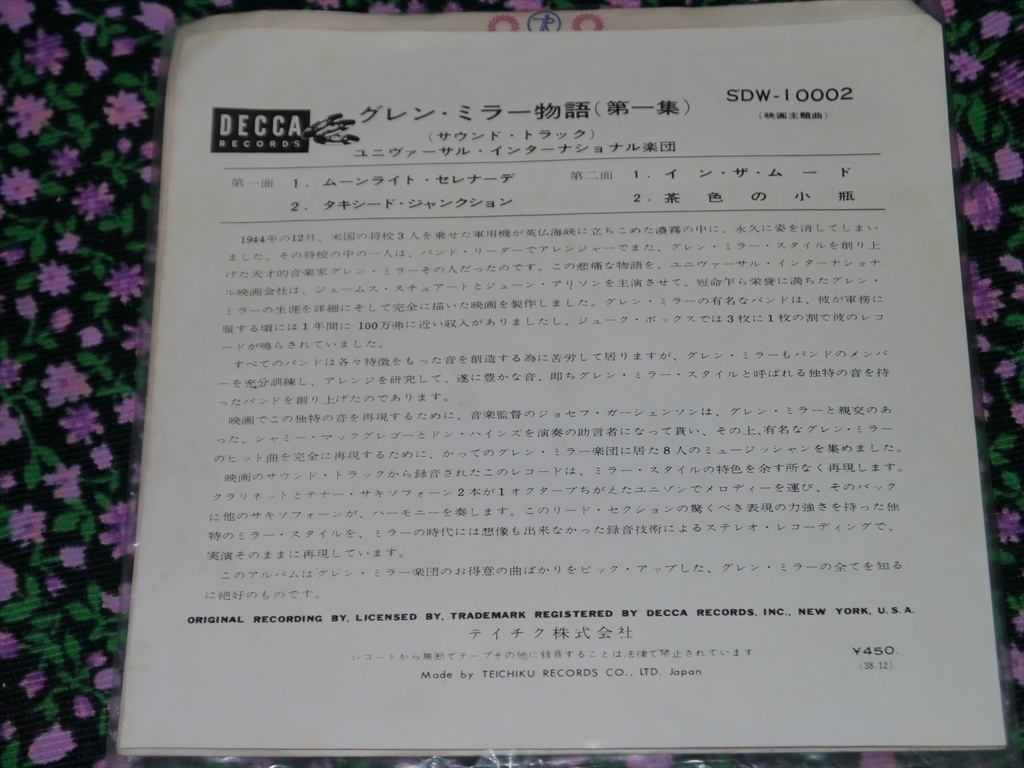 DECCA
RECORDS
グレン・ミラー物語(第一集)
SDW-10002
(映画主題曲)
(サウンド・トラック)
ユニヴァーサル・インターナショナル楽団
第一面 1. ムーンライト・セレナーデ
2. タキシード・ジャンクション
第二面 1. イン・ザ・ムード
2. 茶色の小瓶
1944年の12月、米国の将校3人を乗せた軍用機が英仏海峡に立ちこめた濃霧の中に、永久に姿を消してしまい
ました。その将校の中の一人は、バンド・リーダーでアレンジャーでまた、グレン・ミラー・スタイルを創り上
げた天才的音楽家グレン・ミラーその人だったのです。この悲痛な物語を、ユニヴァーサル・インターナショナ
ル映画会社は、ジェームス・スチュアートとジューン・アリソンを主演させて、短命乍ら栄誉に満ちたグレン・
ミラーの生涯を詳細にそして完全に描いた映画を製作しました。グレン・ミラーの有名なバンドは、彼が軍務に
服する頃には1年間に 100万弗に近い収入がありましたし、ジューク・ボックスでは3枚に1枚の割で彼のレコ
ードが鳴らされていました。
すべてのバンドは各々特徴をもった音を創造する為に苦労して居りますが、グレン・ミラーもバンドのメンバ
ーを充分訓練し、アレンジを研究して、遂に豊かな音、即ちグレン・ミラー・スタイルと呼ばれる独特の音を持
ったバンドを創り上げたのであります。
映画でこの独特の音を再現するために、音楽監督のジョセフ・ガーシェンソンは、グレン・ミラーと親交のあ
った、シャミー・マックグレゴーとドン・ハインズを演奏の助言者になって貰い、その上、有名なグレン・ミラー
のヒット曲を完全に再現するために、かつてのグレン・ミラー楽団に居た8人のミュージッシャンを集めました。
映画のサウンド・トラックから録音されたこのレコードは、ミラー・スタイルの特色を余す所なく再現します。
クラリネットとテナー・サキソフォーン2本が1オクターブちがえたユニゾンでメロディーを運び、そのバック
に他のサキソフォーンが、ハーモニーを奏します。このリード・セクションの驚くべき表現の力強さを持った独
特のミラー・スタイルを、ミラーの時代には想像も出来なかった録音技術によるステレオ・レコーディングで、
実演そのままに再現しています。
このアルバムはグレン・ミラー楽団のお得意の曲ばかりをピック・アップした、グレン・ミラーの全てを知る
に絶好のものです。
ORIGINAL RECORDING BY, LICENSED BY, TRADEMARK REGISTERED BY DECCA RECORDS, INC., NEW YORK, U.S.A.
テイチク株式会社
レコードから無断でテープその他に録音することは法律で禁止されています
Made by TEICHIKU RECORDS CO., LTD. Japan
¥450.
(38.12)